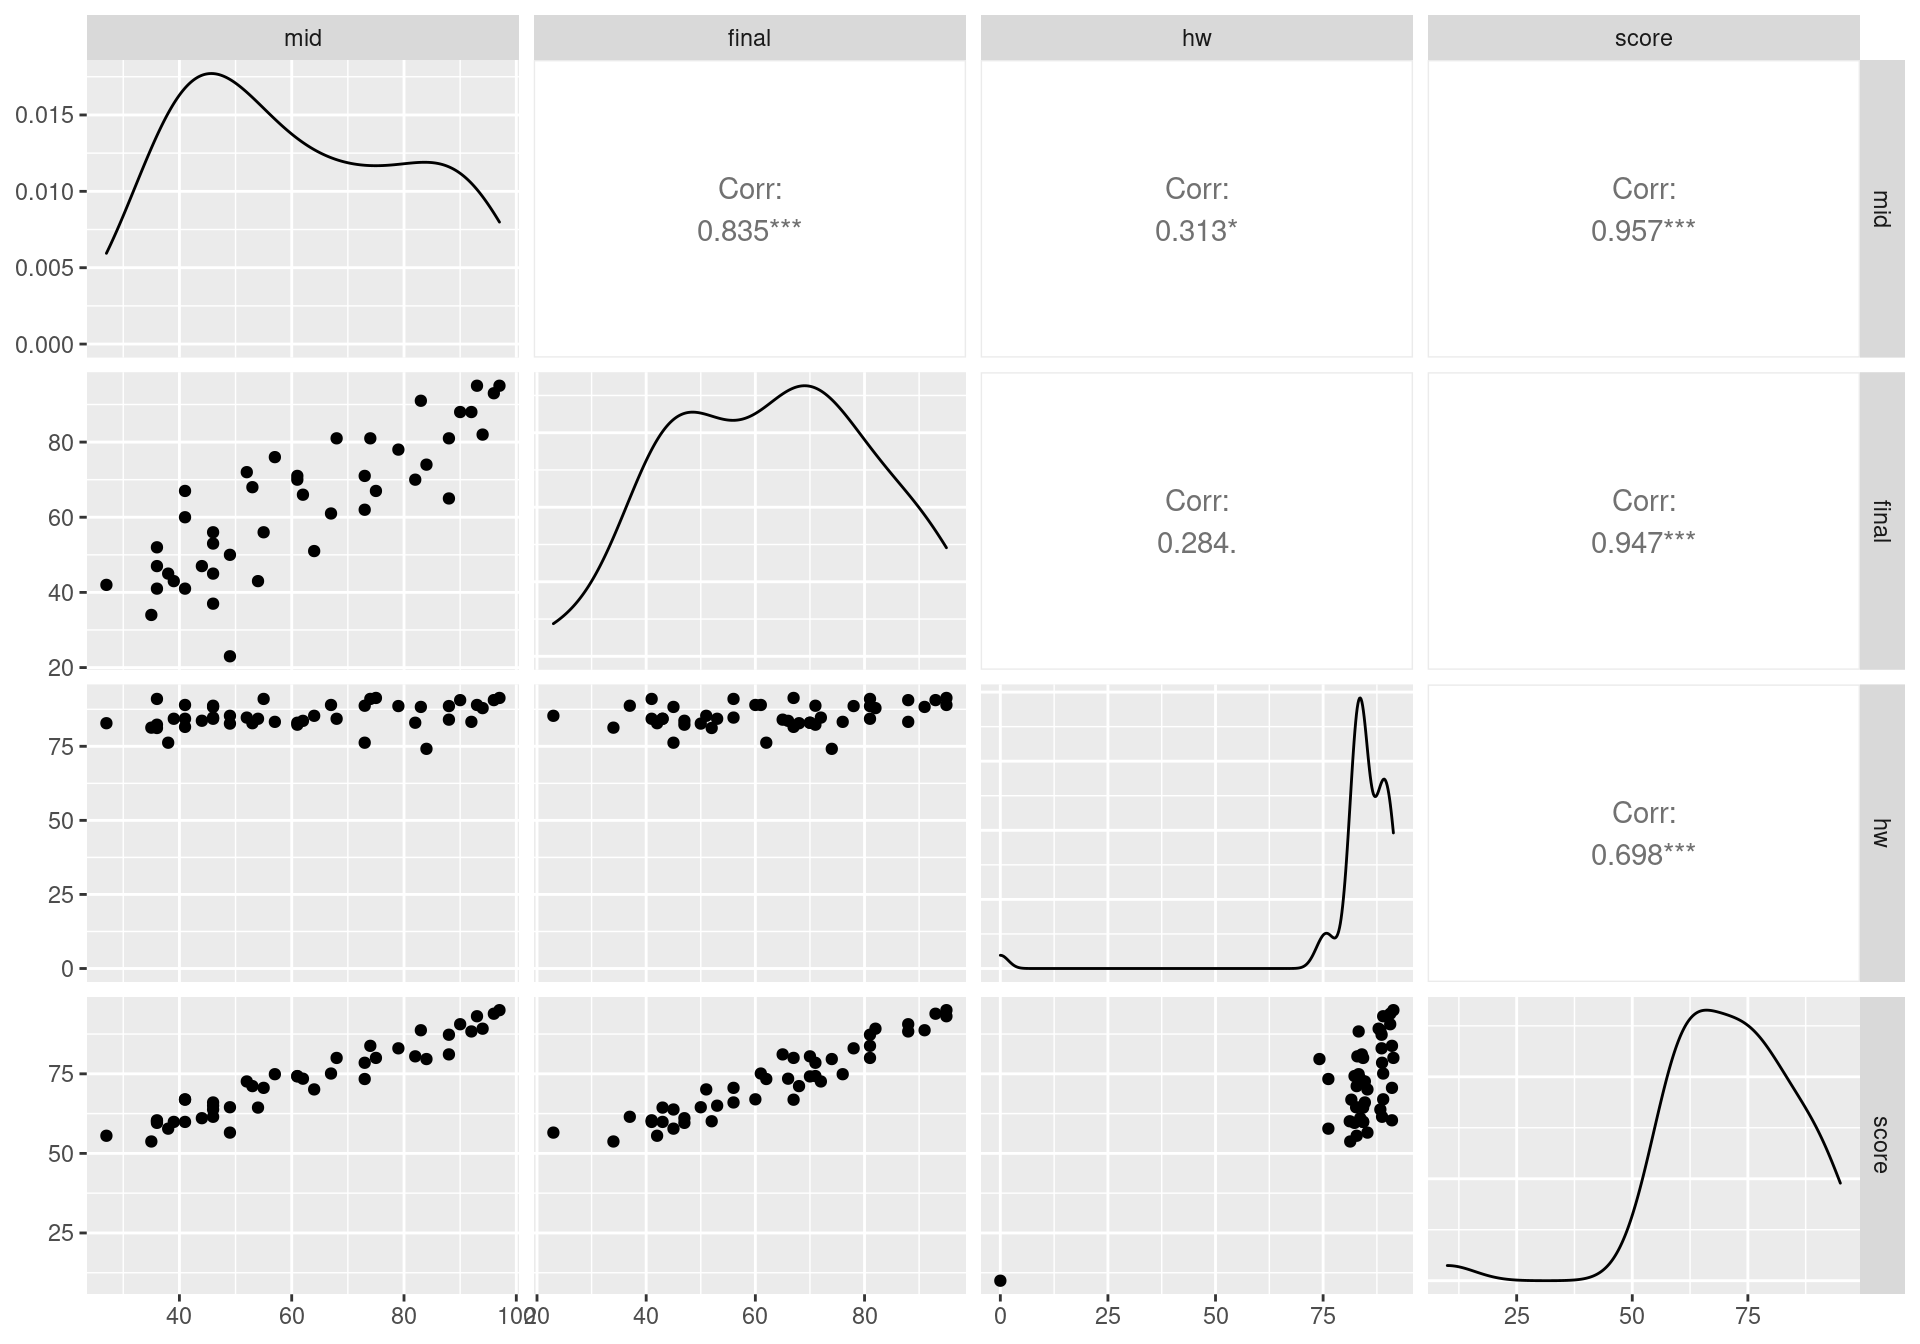 mid final hw score
0.015
0.010
0.005
0.000
Corr:
0.835***
Corr:
0.313*
Corr:
0.957***
mid
80
60
40
20
Corr:
0.284.
Corr:
0.947***
final
75
50
25
0
Corr:
0.698***
hw
75
50
25
score
40 60 80 100
20 40 60 80
0 25 50 75
25 50 75